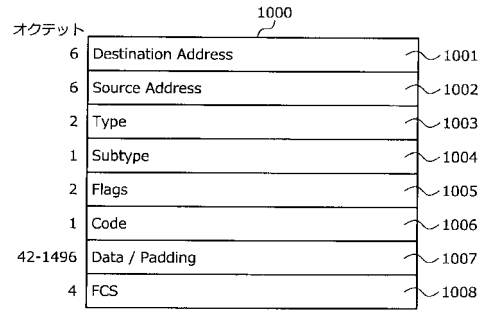 1000
オクテット
6 Destination Address 1001
6 Source Address 1002
2 Type 1003
1 Subtype 1004
2 Flags 1005
1 Code 1006
42-1496 Data / Padding 1007
4 FCS 1008